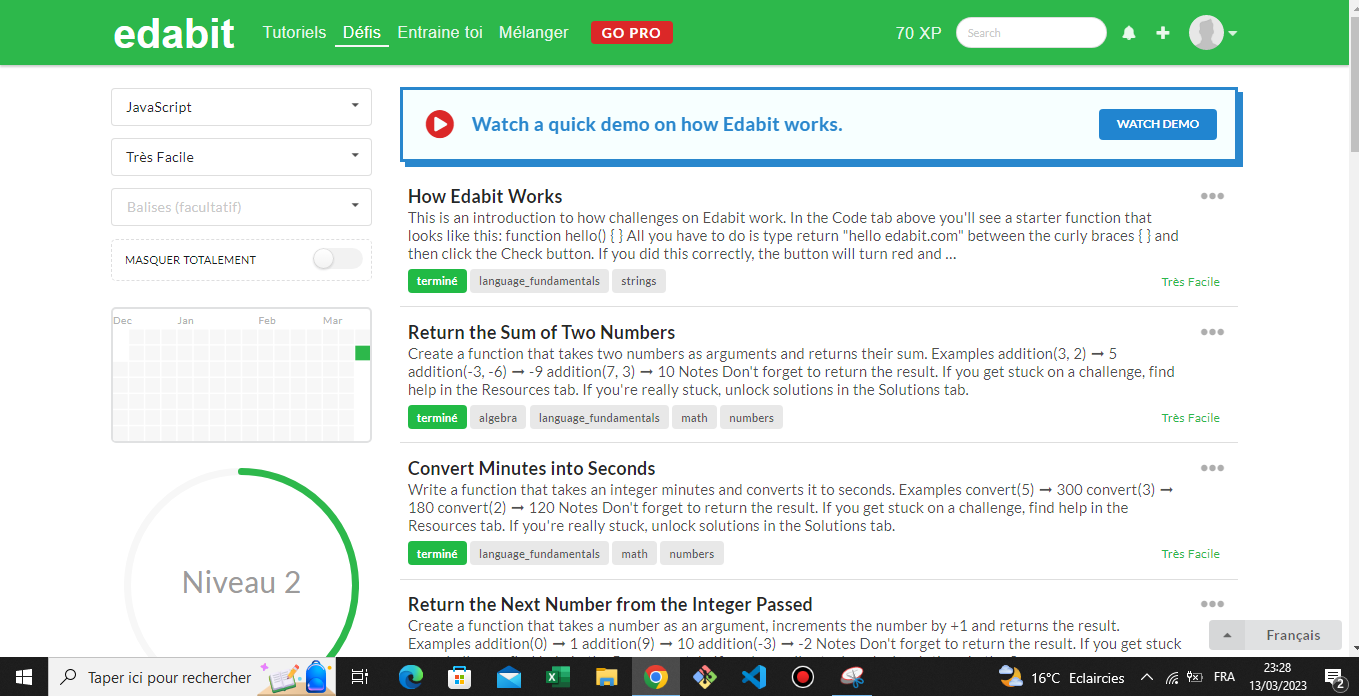 edabit
Tutoriels Défis Entraine toi Mélanger GO PRO 70 XP Search
JavaScript
Très Facile
Balises (facultatif)
MASQUER TOTALEMENT
Dec Jan Feb Mar
Niveau 2
Watch a quick demo on how Edabit works. WATCH DEMO
How Edabit Works
This is an introduction to how challenges on Edabit work. In the Code tab above you'll see a starter function that
looks like this: function hello() { } All you have to do is type return "hello edabit.com" between the curly braces { } and
then click the Check button. If you did this correctly, the button will turn red and ...
terminé language_fundamentals strings Très Facile
Return the Sum of Two Numbers
Create a function that takes two numbers as arguments and returns their sum. Examples addition(3, 2) ➞ 5
addition(-3, -6) ➞ -9 addition(7, 3) ➞ 10 Notes Don't forget to return the result. If you get stuck on a challenge, find
help in the Resources tab. If you're really stuck, unlock solutions in the Solutions tab.
terminé algebra language_fundamentals math numbers Très Facile
Convert Minutes into Seconds
Write a function that takes an integer minutes and converts it to seconds. Examples convert(5) ➞ 300 convert(3) ➞
180 convert(2) ➞ 120 Notes Don't forget to return the result. If you get stuck on a challenge, find help in the
Resources tab. If you're really stuck, unlock solutions in the Solutions tab.
terminé language_fundamentals math numbers Très Facile
Return the Next Number from the Integer Passed
Create a function that takes a number as an argument, increments the number by +1 and returns the result.
Examples addition(0) ➞ 1 addition(9) ➞ 10 addition(-3) ➞ -2 Notes Don't forget to return the result. If you get stuck
Français
Taper ici pour rechercher
16°C Eclaircies FRA 23:28
13/03/2023 2